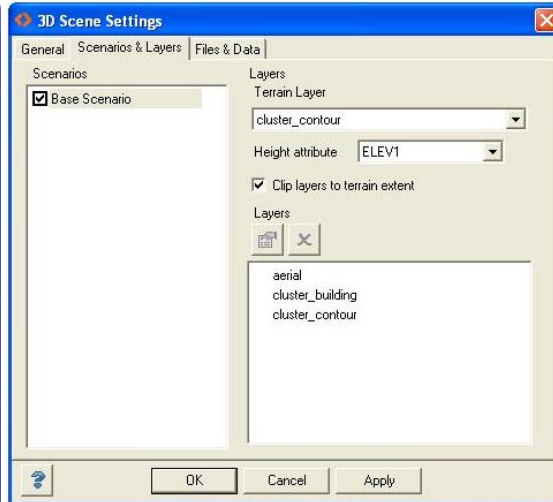 3D Scene Settings
General Scenarios & Layers Files & Data
Scenarios
Base Scenario
Layers
Terrain Layer
cluster_contour
Height attribute ELEV1
Clip layers to terrain extent
Layers
aerial
cluster_building
cluster_contour
? OK Cancel Apply